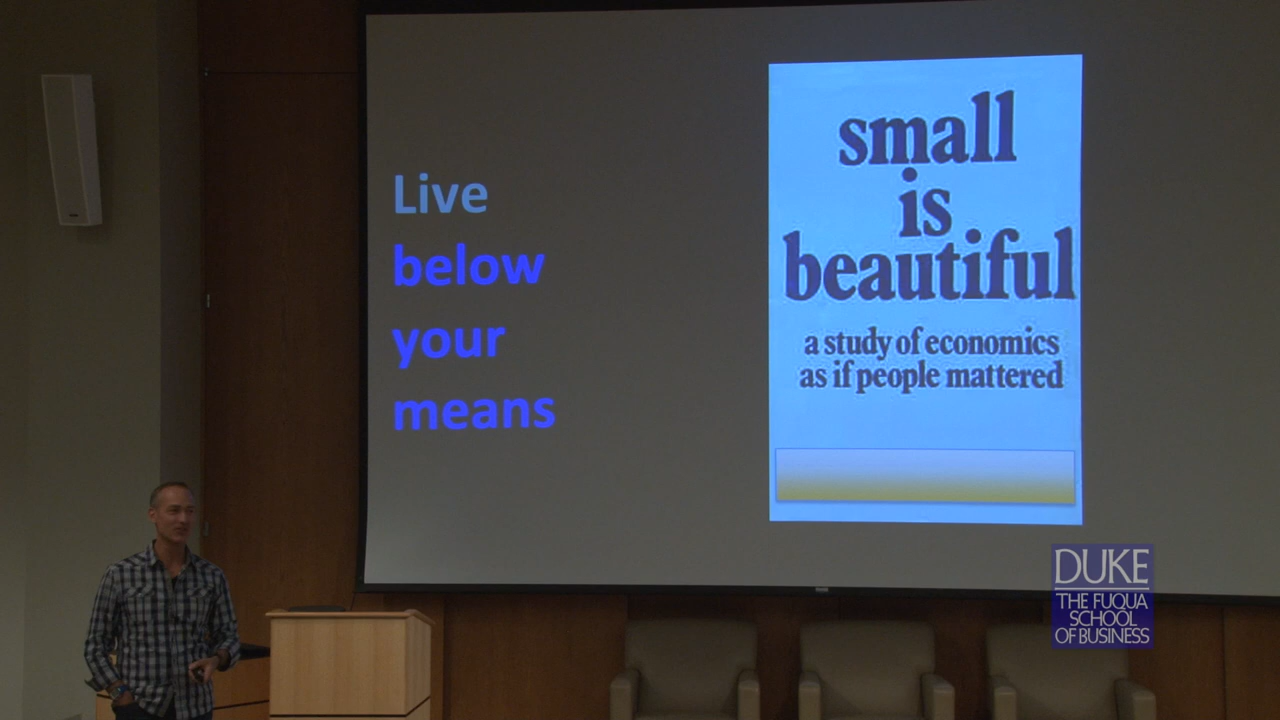 Live
below
your
means
small
is
beautiful
a study of economics
as if people mattered
DUKE
THE FUQUA
SCHOOL
OF BUSINESS